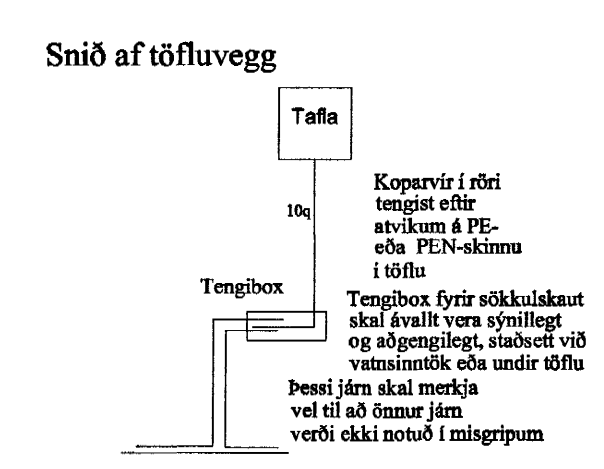 Snið af töfluvegg
Tafla
10q
Koparvír í röri
tengist eftir
atvikum á PE-
eða PEN-skinnu
í töflu
Tengibox
Tengibox fyrir sökkulskaut
skal ávallt vera sýnillegt
og aðgengilegt, staðsett við
vatnsinntök eða undir töflu
Þessi járn skal merkja
vel til að önnur járn
verði ekki notuð í misgripum